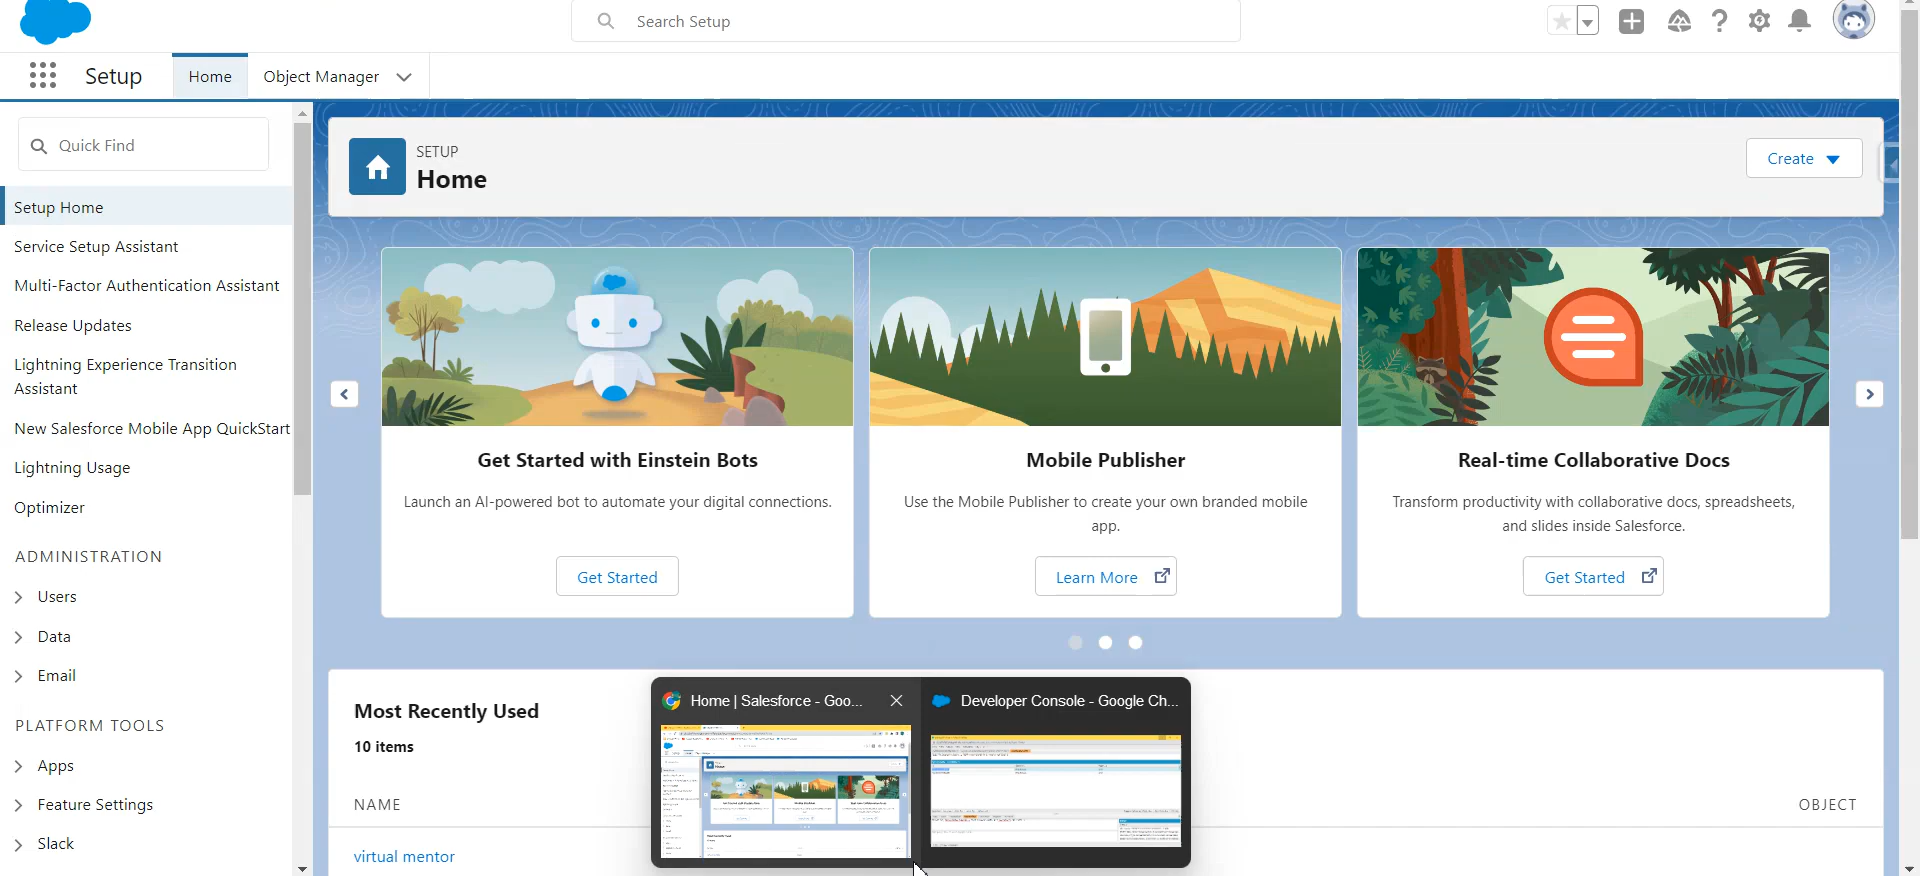 Search Setup
Setup
Home
Object Manager
Quick Find
Setup Home
Service Setup Assistant
Multi-Factor Authentication Assistant
Release Updates
Lightning Experience Transition
Assistant
New Salesforce Mobile App QuickStart
Lightning Usage
Optimizer
ADMINISTRATION
Users
Data
Email
PLATFORM TOOLS
Apps
Feature Settings
Slack
SETUP
Home
Create
Get Started with Einstein Bots
Launch an AI-powered bot to automate your digital connections.
Get Started
Mobile Publisher
Use the Mobile Publisher to create your own branded mobile
app.
Learn More
Real-time Collaborative Docs
Transform productivity with collaborative docs, spreadsheets,
and slides inside Salesforce.
Get Started
Most Recently Used
10 items
NAME
OBJECT
virtual mentor
Home | Salesforce - Goo...
Developer Console - Google Ch...